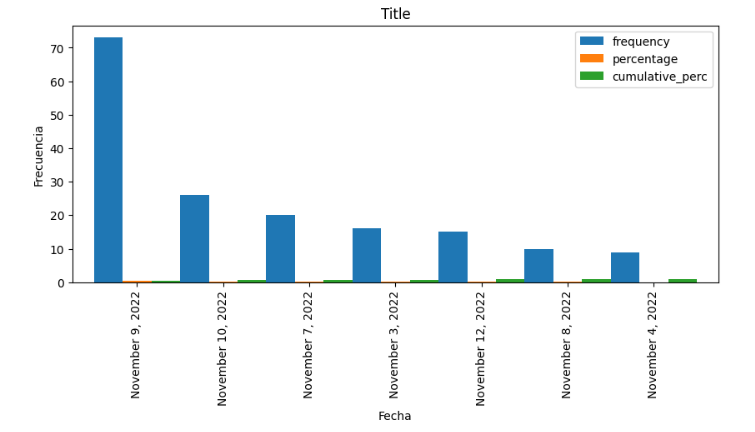 Title
frequency
percentage
cumulative_perc
Frecuencia
70
60
50
40
30
20
10
0
November 9, 2022
November 10, 2022
November 7, 2022
November 3, 2022
November 12, 2022
November 8, 2022
November 4, 2022
Fecha